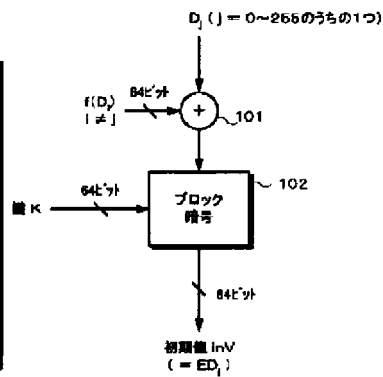 Dj ( j = 0～255のうちの1つ)
64ビット
f(Di)
i ≠ j
+
101
64ビット
鍵 K
ブロック
暗号
102
64ビット
初期値 inV
( = EDj )